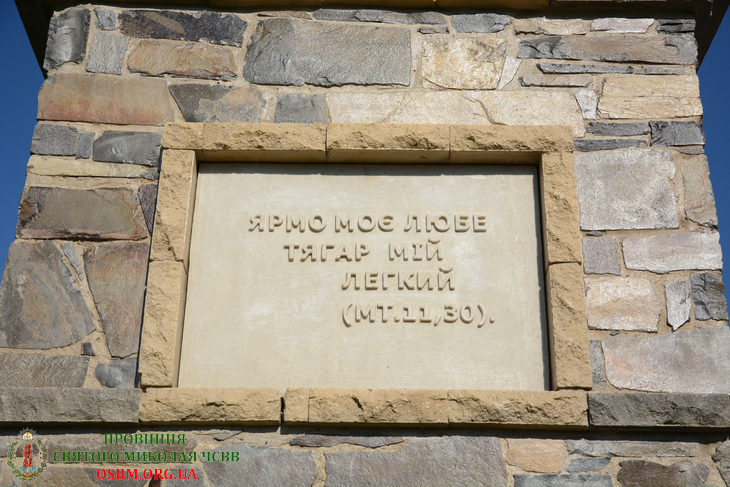 ЯРМО МОЄ ЛЮБЕ
ТЯГАР МІЙ
ЛЕГКИЙ
(МТ.11,30).
ПРОВІНЦІЯ
СВЯТОГО МИКОЛАЯ ЧСВВ
OSBM.ORG.UA